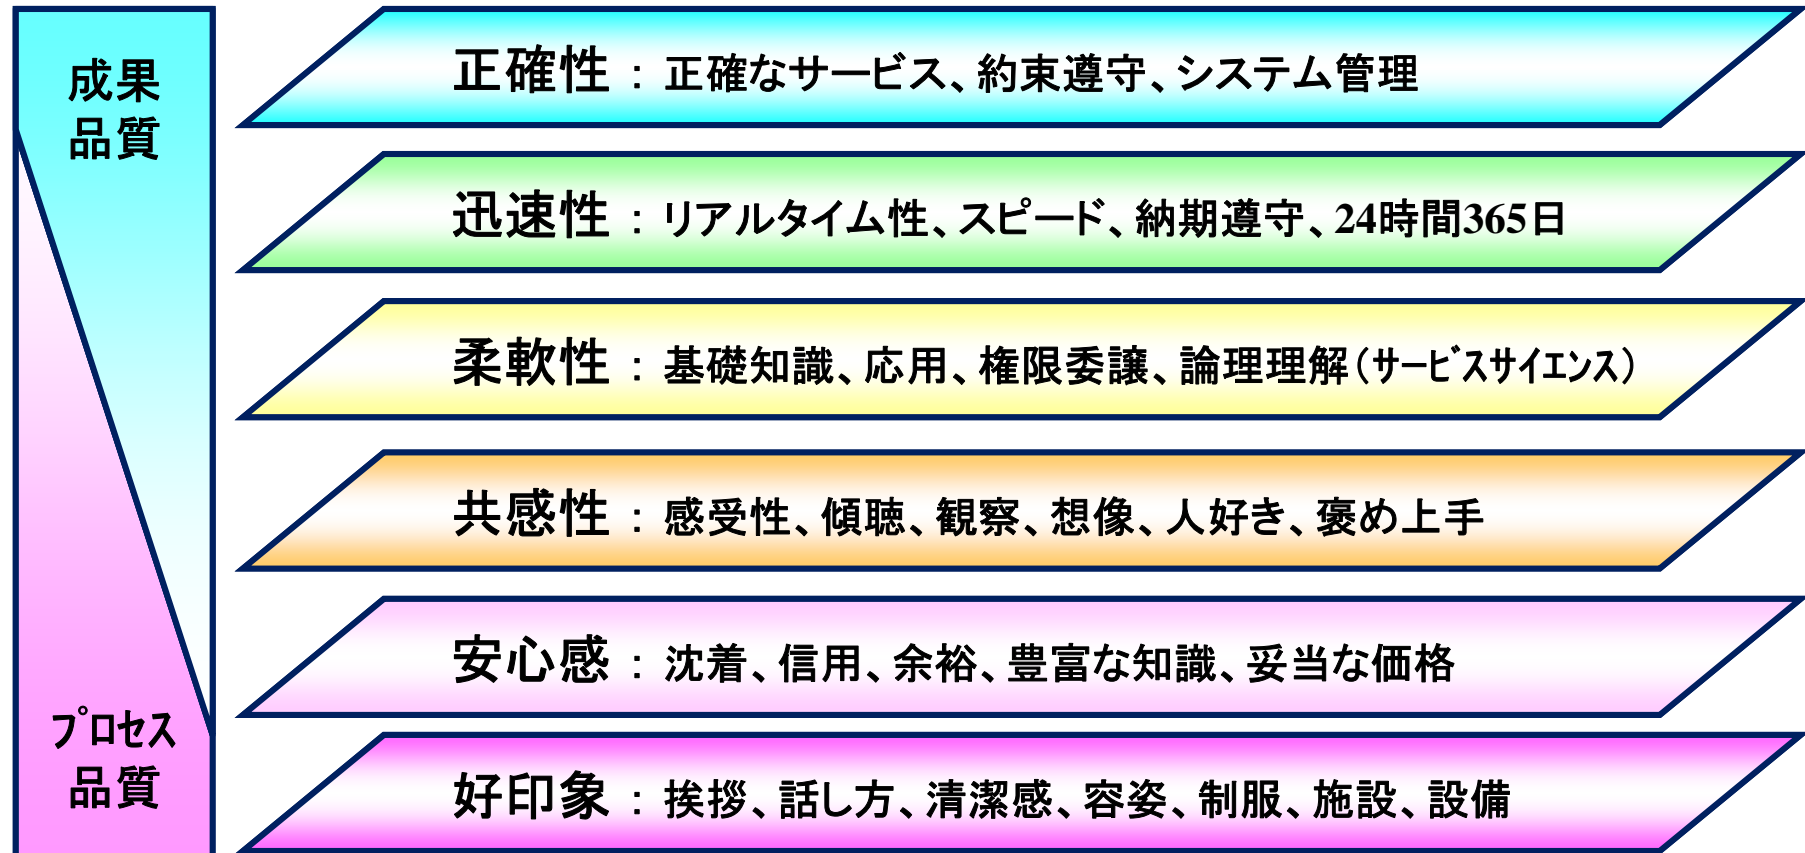 成果
品質
正確性：正確なサービス、約束遵守、システム管理
迅速性：リアルタイム性、スピード、納期遵守、24時間365日
柔軟性：基礎知識、応用、権限委譲、論理理解（サービスサイエンス）
共感性：感受性、傾聴、観察、想像、人好き、褒め上手
安心感：沈着、信用、余裕、豊富な知識、妥当な価格
プロセス
品質
好印象：挨拶、話し方、清潔感、容姿、制服、施設、設備